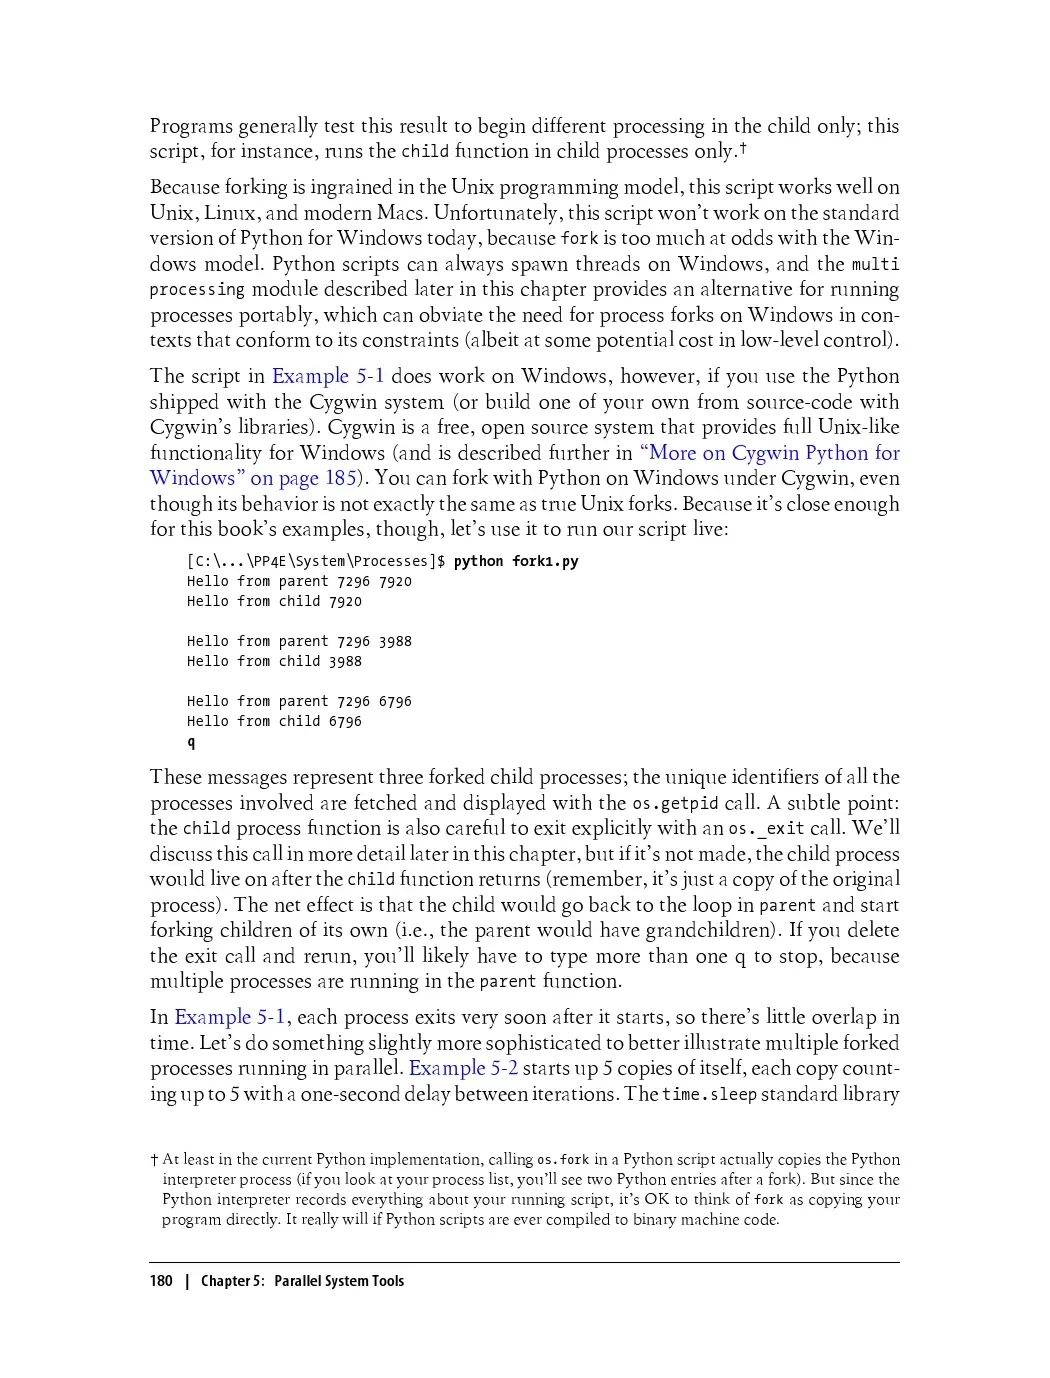 Programs generally test this result to begin different processing in the child only; this
script, for instance, runs the child function in child processes only.†
Because forking is ingrained in the Unix programming model, this script works well on
Unix, Linux, and modern Macs. Unfortunately, this script won’t work on the standard
version of Python for Windows today, because fork is too much at odds with the Win-
dows model. Python scripts can always spawn threads on Windows, and the multi
processing module described later in this chapter provides an alternative for running
processes portably, which can obviate the need for process forks on Windows in con-
texts that conform to its constraints (albeit at some potential cost in low-level control).
The script in Example 5-1 does work on Windows, however, if you use the Python
shipped with the Cygwin system (or build one of your own from source-code with
Cygwin’s libraries). Cygwin is a free, open source system that provides full Unix-like
functionality for Windows (and is described further in “More on Cygwin Python for
Windows” on page 185). You can fork with Python on Windows under Cygwin, even
though its behavior is not exactly the same as true Unix forks. Because it’s close enough
for this book’s examples, though, let’s use it to run our script live:
[C:\...\PP4E\System\Processes]$ python fork1.py
Hello from parent 7296 7920
Hello from child 7920
Hello from parent 7296 3988
Hello from child 3988
Hello from parent 7296 6796
Hello from child 6796
q
These messages represent three forked child processes; the unique identifiers of all the
processes involved are fetched and displayed with the os.getpid call. A subtle point:
the child process function is also careful to exit explicitly with an os._exit call. We’ll
discuss this call in more detail later in this chapter, but if it’s not made, the child process
would live on after the child function returns (remember, it’s just a copy of the original
process). The net effect is that the child would go back to the loop in parent and start
forking children of its own (i.e., the parent would have grandchildren). If you delete
the exit call and rerun, you’ll likely have to type more than one q to stop, because
multiple processes are running in the parent function.
In Example 5-1, each process exits very soon after it starts, so there’s little overlap in
time. Let’s do something slightly more sophisticated to better illustrate multiple forked
processes running in parallel. Example 5-2 starts up 5 copies of itself, each copy count-
ing up to 5 with a one-second delay between iterations. The time.sleep standard library
† At least in the current Python implementation, calling os.fork in a Python script actually copies the Python
interpreter process (if you look at your process list, you’ll see two Python entries after a fork). But since the
Python interpreter records everything about your running script, it’s OK to think of fork as copying your
program directly. It really will if Python scripts are ever compiled to binary machine code.
180 | Chapter 5: Parallel System Tools